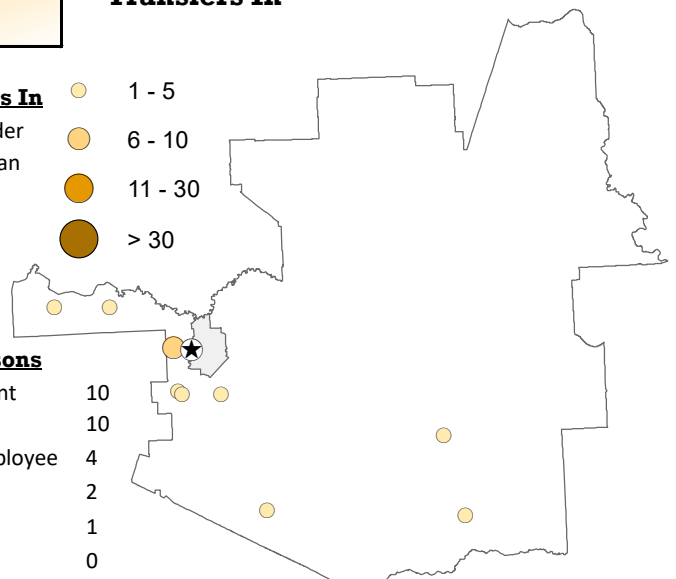 Transfers In
s In
1 - 5
der
6 - 10
an
11 - 30
> 30
sons
nt 10
10
ployee 4
2
1
0